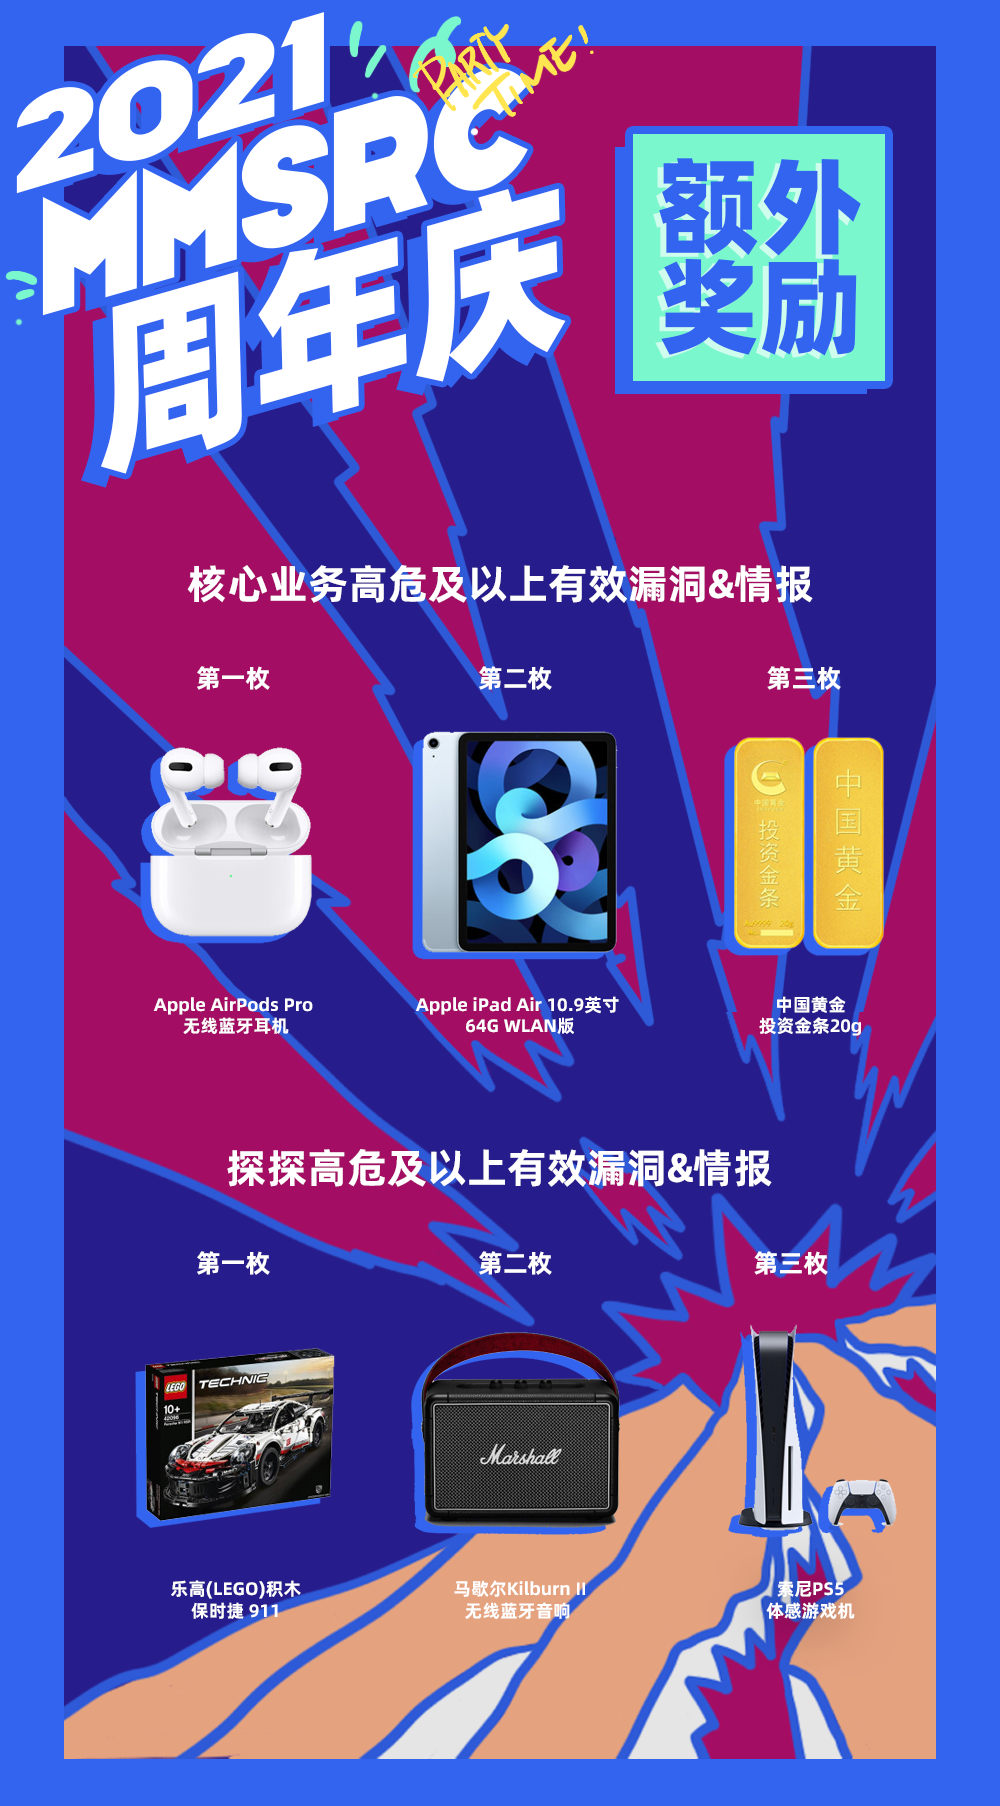 2021
PARTY
TIME!
MMSRC
周年庆
额外
奖励
核心业务高危及以上有效漏洞&情报
第一枚
第二枚
第三枚
中国黄金
投资金条
Au9999 20g
中国黄金
Apple AirPods Pro
无线蓝牙耳机
Apple iPad Air 10.9英寸
64G WLAN版
中国黄金
投资金条20g
探探高危及以上有效漏洞&情报
第一枚
第二枚
第三枚
LEGO
TECHNIC
10+
42096
Marshall
乐高(LEGO)积木
保时捷 911
马歇尔Kilburn II
无线蓝牙音响
索尼PS5
体感游戏机